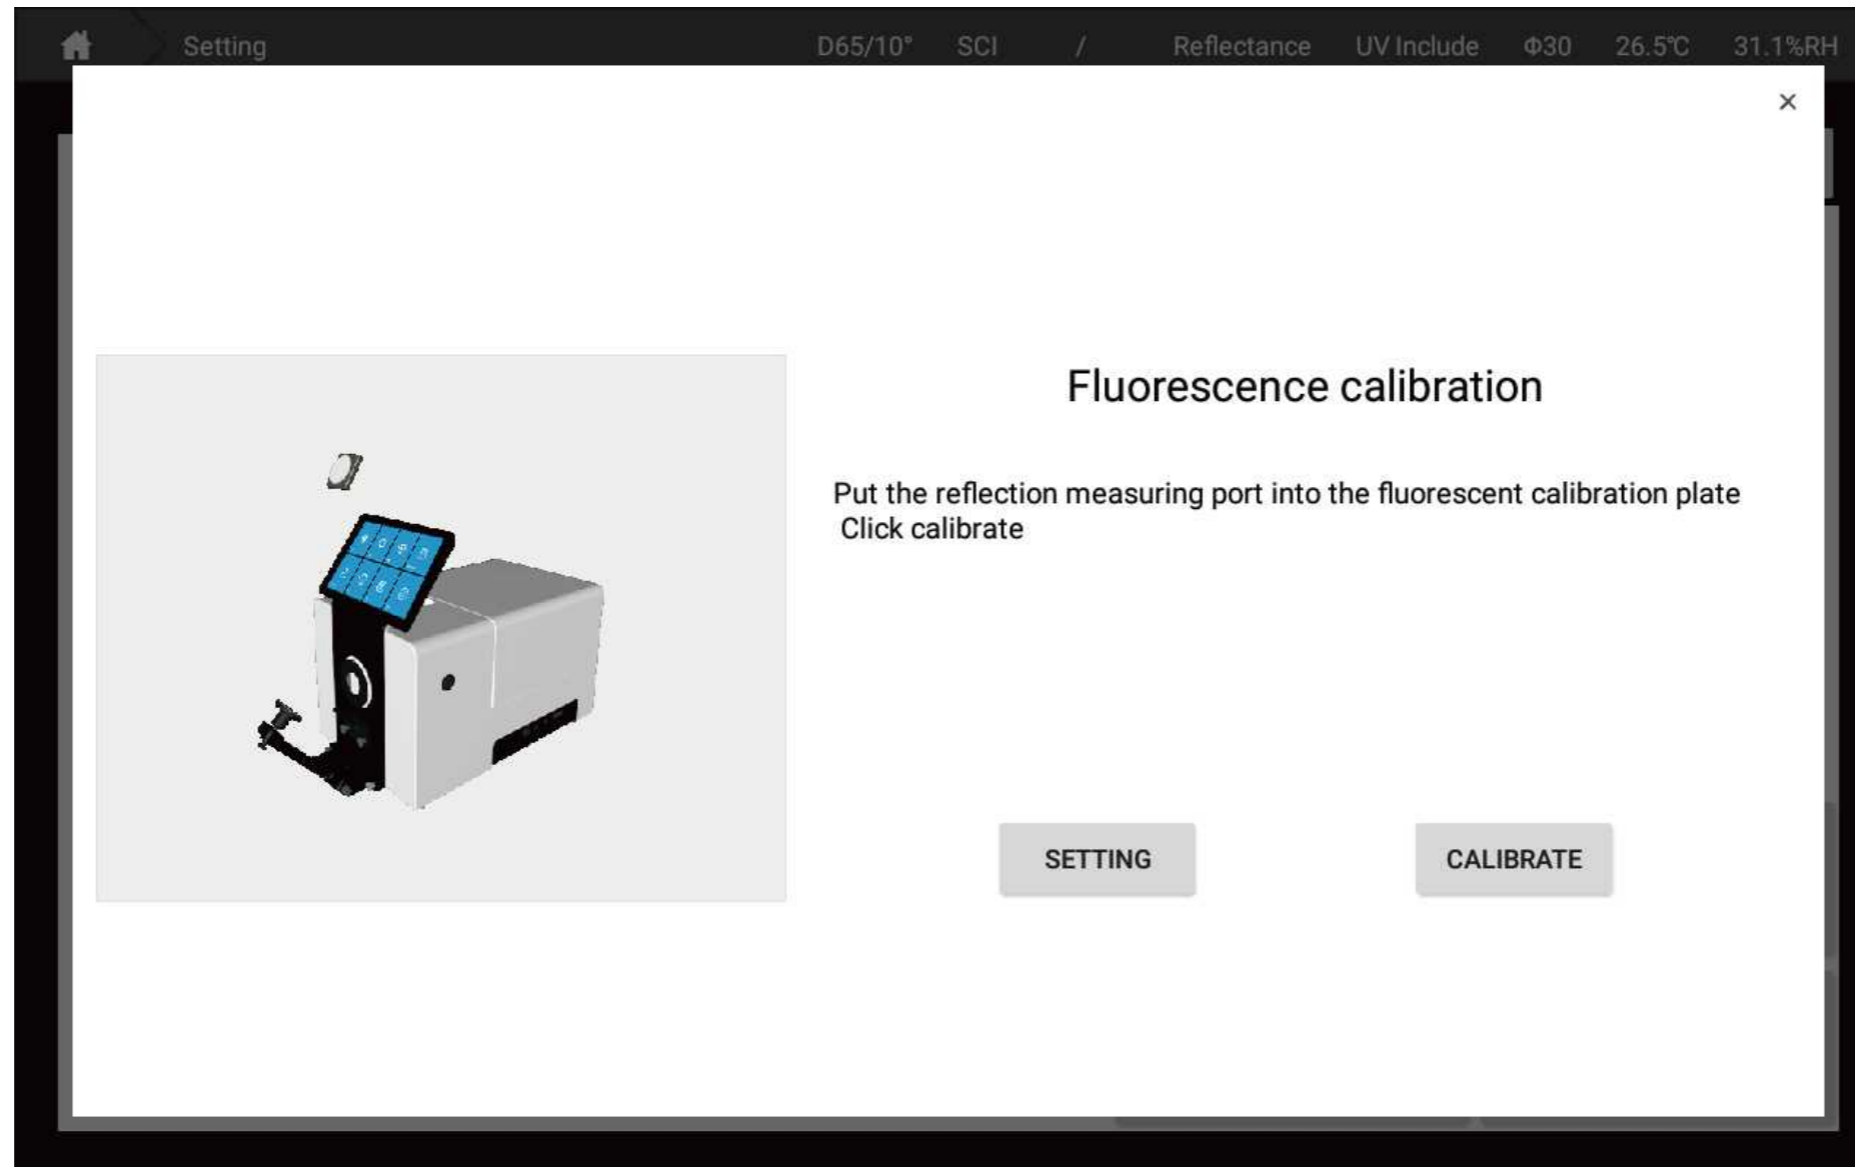 Setting D65/10° SCI / Reflectance UV Include Φ30 26.5℃ 31.1%RH
×
Fluorescence calibration
Put the reflection measuring port into the fluorescent calibration plate
Click calibrate
SETTING CALIBRATE